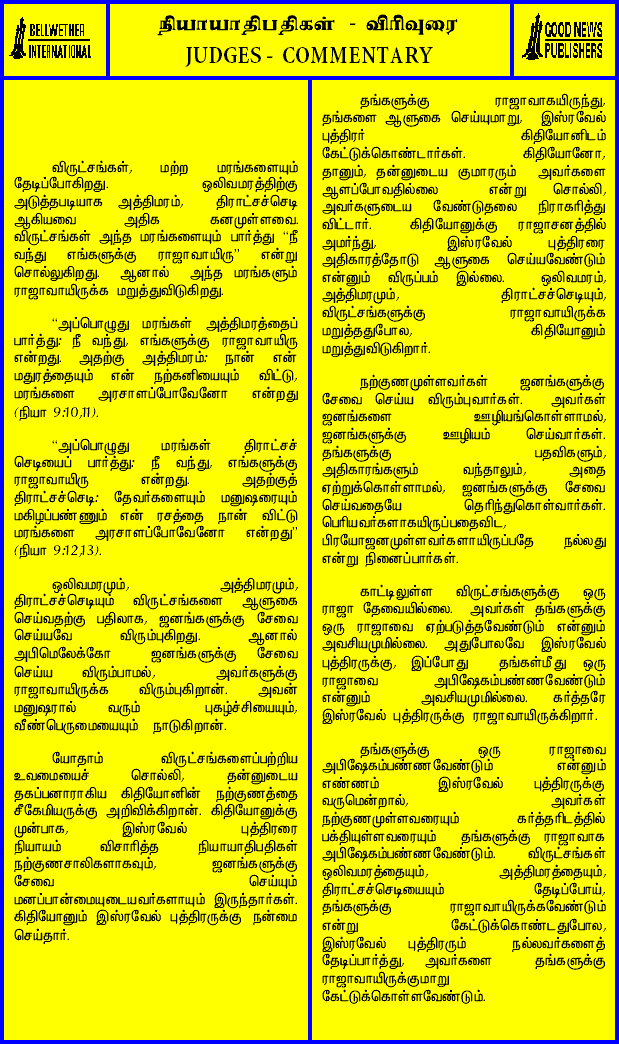 BELLWETHER
INTERNATIONAL
நியாயாதிபதிகள் - விரிவுரை
JUDGES - COMMENTARY
GOOD NEWS
PUBLISHERS
விருட்சங்கள், மற்ற மரங்களையும்
தேடிப்போகிறது. ஒலிவமரத்திற்கு
அடுத்தபடியாக அத்திமரம், திராட்சச்செடி
ஆகியவை அதிக கனமுள்ளவை.
விருட்சங்கள் அந்த மரங்களையும் பார்த்து “நீ
வந்து எங்களுக்கு ராஜாவாயிரு” என்று
சொல்லுகிறது. ஆனால் அந்த மரங்களும்
ராஜாவாயிருக்க மறுத்துவிடுகிறது.
“அப்பொழுது மரங்கள் அத்திமரத்தைப்
பார்த்து: நீ வந்து, எங்களுக்கு ராஜாவாயிரு
என்றது. அதற்கு அத்திமரம்: நான் என்
மதுரத்தையும் என் நற்கனியையும் விட்டு,
மரங்களை அரசாளப்போவேனோ என்றது
(நியா 9:10,11).
“அப்பொழுது மரங்கள் திராட்சச்
செடியைப் பார்த்து: நீ வந்து, எங்களுக்கு
ராஜாவாயிரு என்றது. அதற்குத்
திராட்சச்செடி: தேவர்களையும் மனுஷரையும்
மகிழப்பண்ணும் என் ரசத்தை நான் விட்டு
மரங்களை அரசாளப்போவேனோ என்றது”
(நியா 9:12,13).
ஒலிவமரமும், அத்திமரமும்,
திராட்சச்செடியும் விருட்சங்களை ஆளுகை
செய்வதற்கு பதிலாக, ஜனங்களுக்கு சேவை
செய்யவே விரும்புகிறது. ஆனால்
அபிமெலேக்கோ ஜனங்களுக்கு சேவை
செய்ய விரும்பாமல், அவர்களுக்கு
ராஜாவாயிருக்க விரும்புகிறான். அவன்
மனுஷரால் வரும் புகழ்ச்சியையும்,
வீண்பெருமையையும் நாடுகிறான்.
யோதாம் விருட்சங்களைப்பற்றிய
உவமையைச் சொல்லி, தன்னுடைய
தகப்பனாராகிய கிதியோனின் நற்குணத்தை
சீகேமியருக்கு அறிவிக்கிறான். கிதியோனுக்கு
முன்பாக, இஸ்ரவேல் புத்திரரை
நியாயம் விசாரித்த நியாயாதிபதிகள்
நற்குணசாலிகளாகவும், ஜனங்களுக்கு
சேவை செய்யும்
மனப்பான்மையுடையவர்களாயும் இருந்தார்கள்.
கிதியோனும் இஸ்ரவேல் புத்திரருக்கு நன்மை
செய்தார்.
தங்களுக்கு ராஜாவாகயிருந்து,
தங்களை ஆளுகை செய்யுமாறு, இஸ்ரவேல்
புத்திரர் கிதியோனிடம்
கேட்டுக்கொண்டார்கள். கிதியோனோ,
தானும், தன்னுடைய குமாரரும் அவர்களை
ஆளப்போவதில்லை என்று சொல்லி,
அவர்களுடைய வேண்டுதலை நிராகரித்து
விட்டார். கிதியோனுக்கு ராஜாசனத்தில்
அமர்ந்து, இஸ்ரவேல் புத்திரரை
அதிகாரத்தோடு ஆளுகை செய்யவேண்டும்
என்னும் விருப்பம் இல்லை. ஒலிவமரம்,
அத்திமரமும், திராட்சச்செடியும்,
விருட்சங்களுக்கு ராஜாவாயிருக்க
மறுத்ததுபோல, கிதியோனும்
மறுத்துவிடுகிறார்.
நற்குணமுள்ளவர்கள் ஜனங்களுக்கு
சேவை செய்ய விரும்புவார்கள். அவர்கள்
ஜனங்களை ஊழியங்கொள்ளாமல்,
ஜனங்களுக்கு ஊழியம் செய்வார்கள்.
தங்களுக்கு பதவிகளும்,
அதிகாரங்களும் வந்தாலும், அதை
ஏற்றுக்கொள்ளாமல், ஜனங்களுக்கு சேவை
செய்வதையே தெரிந்துகொள்வார்கள்.
பெரியவர்களாகயிருப்பதைவிட,
பிரயோஜனமுள்ளவர்களாயிருப்பதே நல்லது
என்று நினைப்பார்கள்.
காட்டிலுள்ள விருட்சங்களுக்கு ஒரு
ராஜா தேவையில்லை. அவர்கள் தங்களுக்கு
ஒரு ராஜாவை ஏற்படுத்தவேண்டும் என்னும்
அவசியமுமில்லை. அதுபோலவே இஸ்ரவேல்
புத்திரருக்கு, இப்போது தங்கள்மீது ஒரு
ராஜாவை அபிஷேகம்பண்ணவேண்டும்
என்னும் அவசியமுமில்லை. கர்த்தரே
இஸ்ரவேல் புத்திரருக்கு ராஜாவாயிருக்கிறார்.
தங்களுக்கு ஒரு ராஜாவை
அபிஷேகம்பண்ணவேண்டும் என்னும்
எண்ணம் இஸ்ரவேல் புத்திரருக்கு
வருமென்றால், அவர்கள்
நற்குணமுள்ளவரையும் கர்த்தரிடத்தில்
பக்தியுள்ளவரையும் தங்களுக்கு ராஜாவாக
அபிஷேகம்பண்ணவேண்டும். விருட்சங்கள்
ஒலிவமரத்தையும், அத்திமரத்தையும்,
திராட்சச்செடியையும் தேடிப்போய்,
தங்களுக்கு ராஜாவாயிருக்கவேண்டும்
என்று கேட்டுக்கொண்டதுபோல,
இஸ்ரவேல் புத்திரரும் நல்லவர்களைத்
தேடிப்பார்த்து, அவர்களை தங்களுக்கு
ராஜாவாயிருக்குமாறு
கேட்டுக்கொள்ளவேண்டும்.